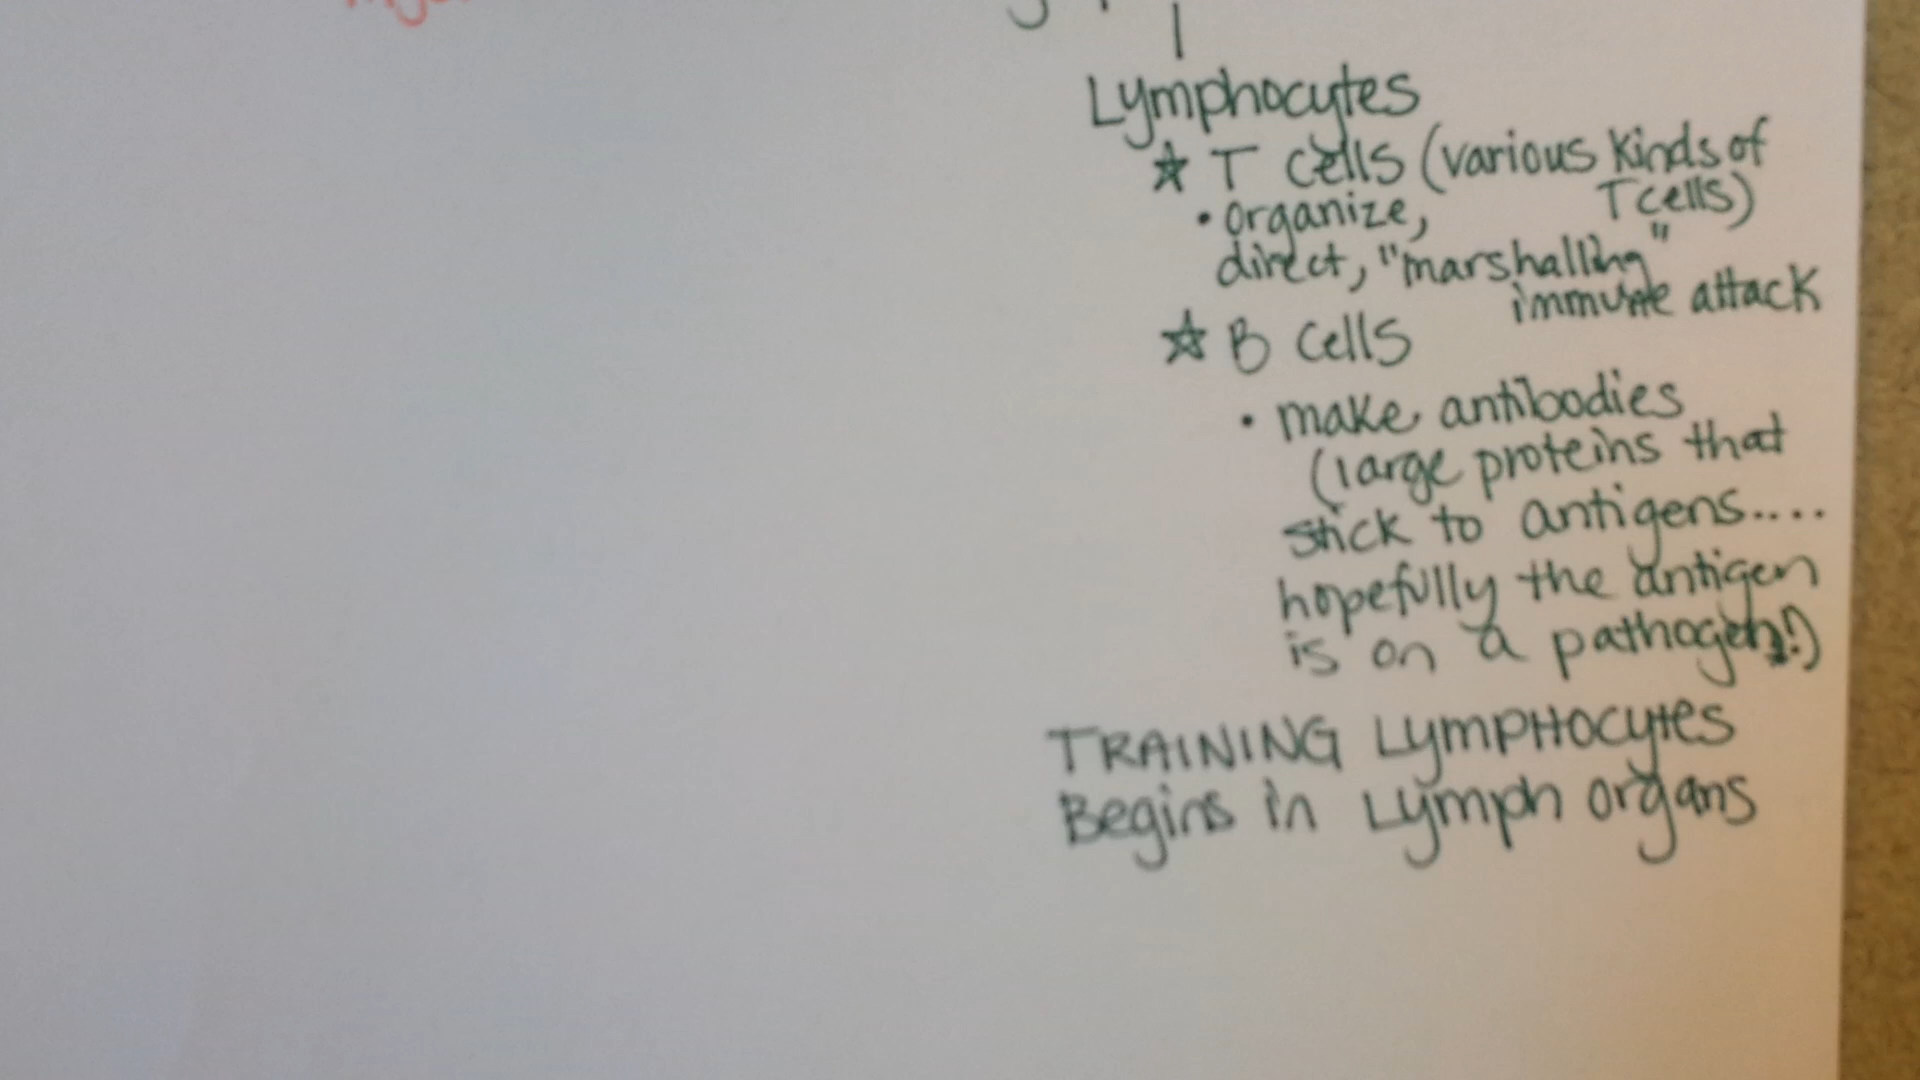 Lymphocytes
☆ T cells (various kinds of
T cells)
• organize,
direct, "marshalling"
immune attack
☆ B cells
• make antibodies
(large proteins that
stick to antigens....
hopefully the antigen
is on a pathogen!)
TRAINING LYmPHocytes
Begins in Lymph organs